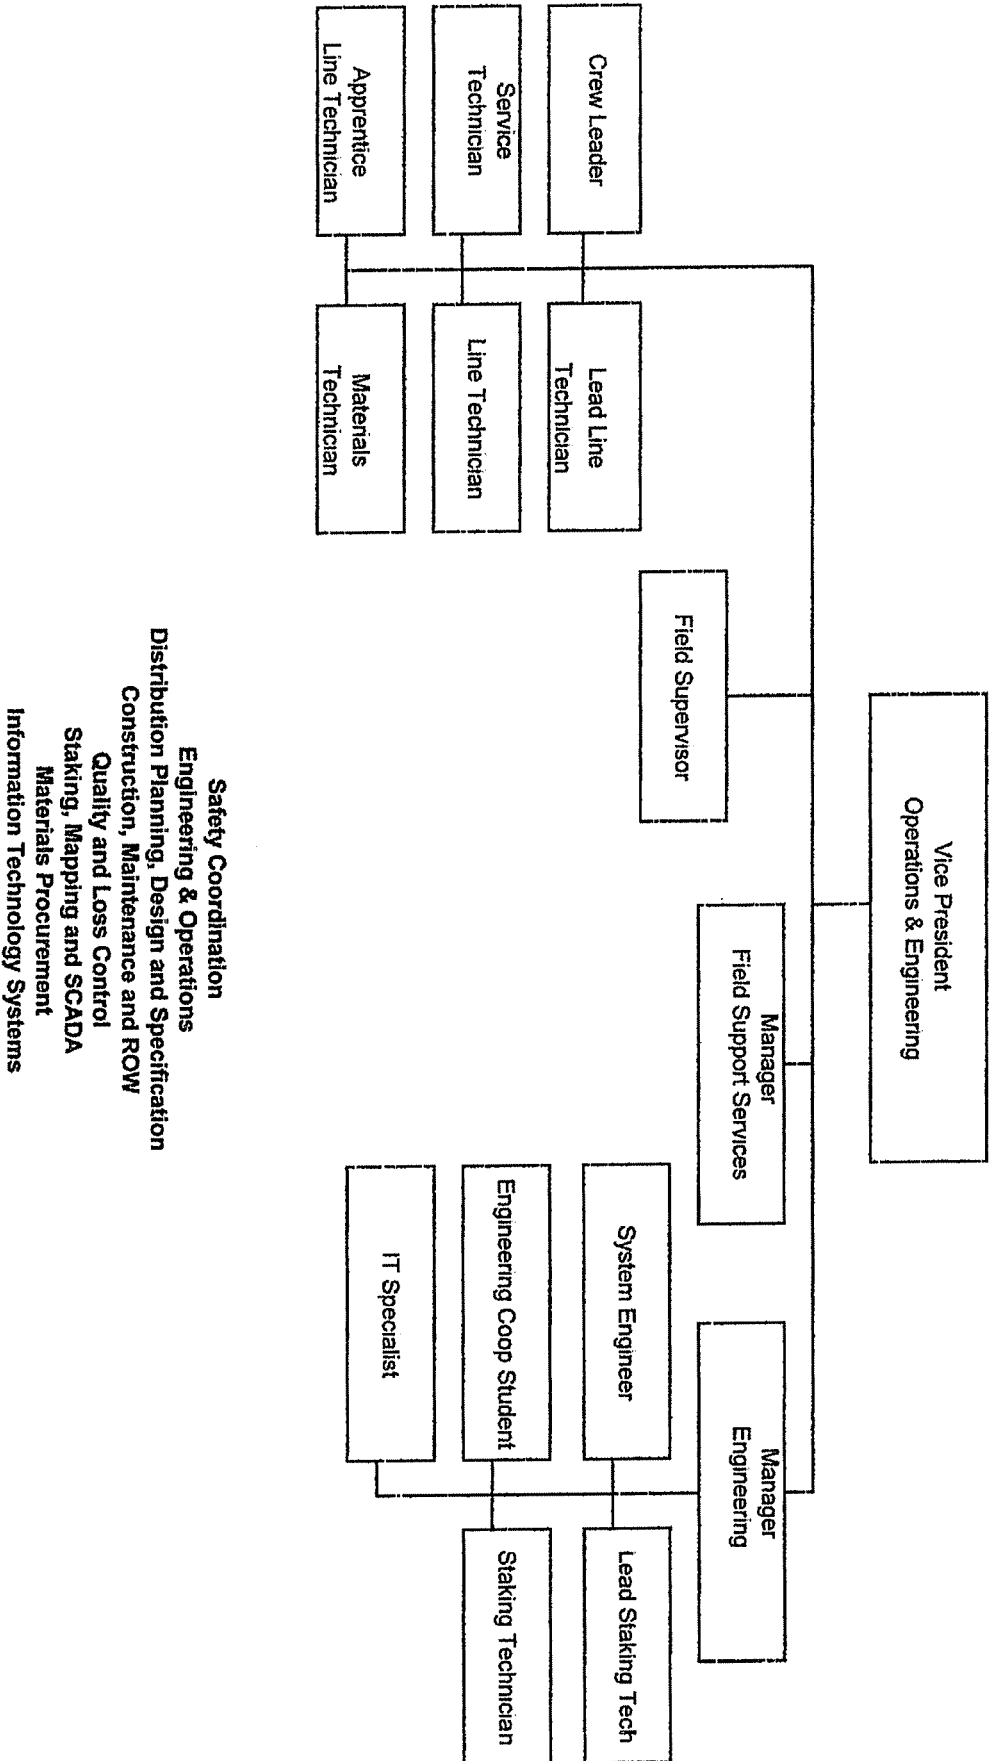 Vice President
Operations & Engineering
Field Supervisor
Manager
Field Support Services
Manager
Engineering
Crew Leader
Lead Line
Technician
Service
Technician
Line Technician
Apprentice
Line Technician
Materials
Technician
System Engineer
Lead Staking Tech
Engineering Coop Student
Staking Technician
IT Specialist
Safety Coordination
Engineering & Operations
Distribution Planning, Design and Specification
Construction, Maintenance and ROW
Quality and Loss Control
Staking, Mapping and SCADA
Materials Procurement
Information Technology Systems